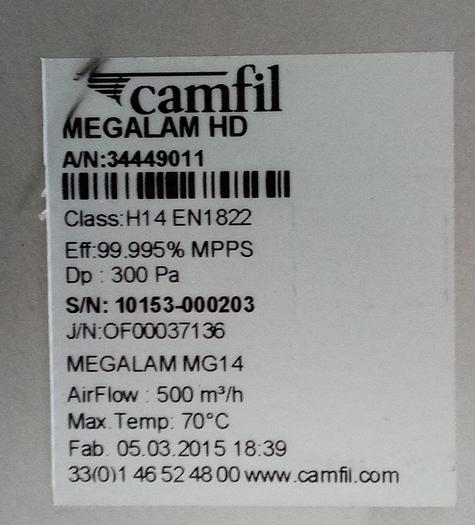 camfil
MEGALAM HD
A/N:34449011
Class:H14 EN1822
Eff:99.995% MPPS
Dp : 300 Pa
S/N: 10153-000203
J/N:OF00037136
MEGALAM MG14
AirFlow : 500 m³/h
Max.Temp: 70°C
Fab. 05.03.2015 18:39
33(0)1 46 52 48 00 www.camfil.com